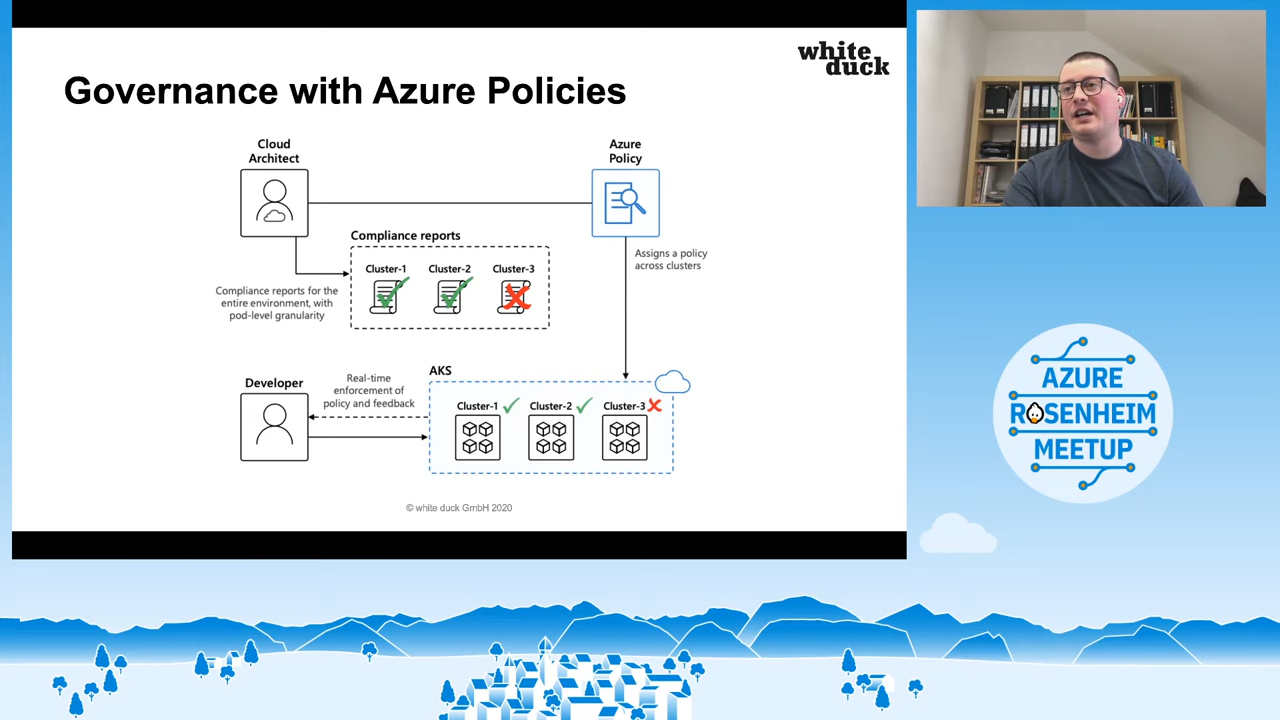 white
duck
Governance with Azure Policies
Cloud
Architect
Azure
Policy
Compliance reports
Cluster-1
Cluster-2
Cluster-3
Assigns a policy
across clusters
Compliance reports for the
entire environment, with
pod-level granularity
AKS
Developer
Real-time
enforcement of
policy and feedback
Cluster-1
Cluster-2
Cluster-3
© white duck GmbH 2020
AZURE
ROSENHEIM
MEETUP